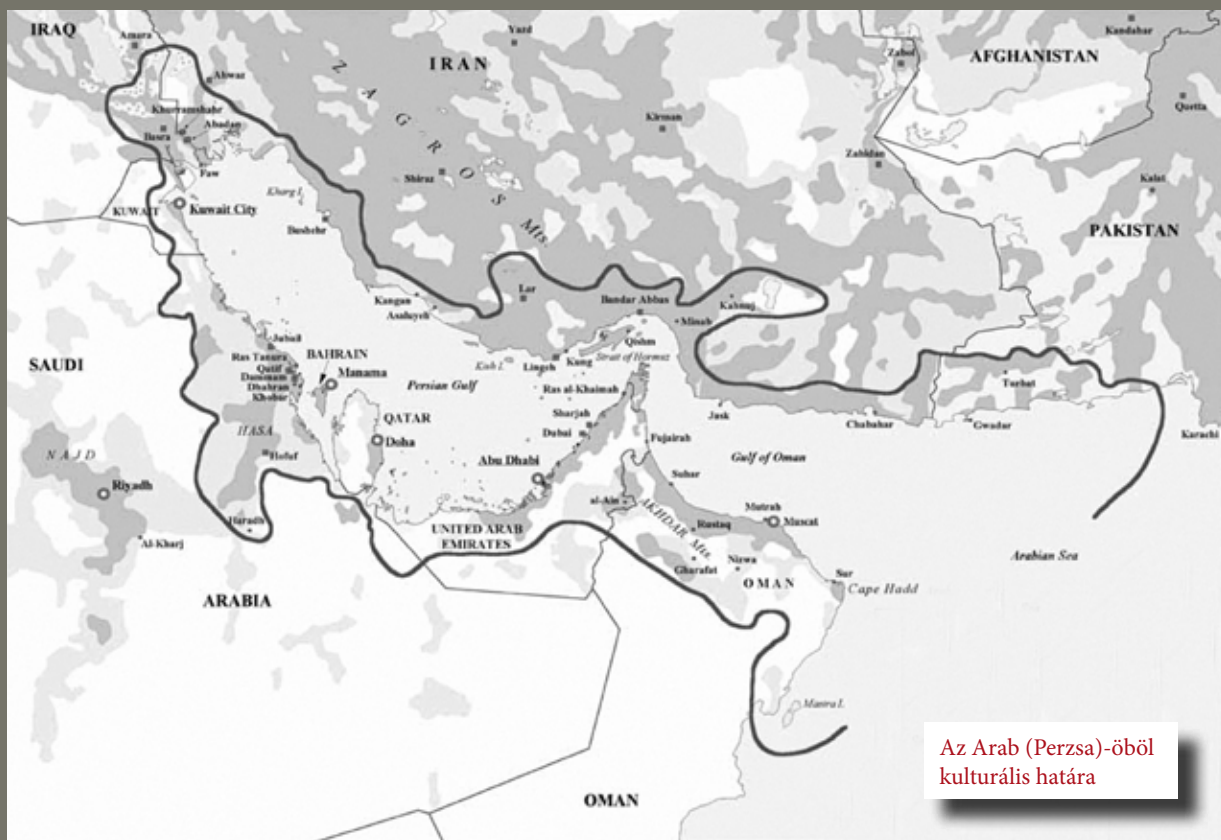 IRAQ
Amara
Ahwaz
Khurramshahr
Abadan
Basra
Faw
KUWAIT
Kuwait City
Kharg I.
Bushehr
Yazd
IRAN
ZAGROS
Mts.
Kirman
Shiraz
Zabol
Kandahar
AFGHANISTAN
Quetta
Zahidan
Kalat
PAKISTAN
Lar
Kangan
Asaluyeh
Bandar Abbas
Kahnuj
Minab
Qishm
Kung
Lingeh
Strait of Hormuz
Kish I.
Ras al-Khaimah
Jask
Chabahar
Turbat
Gwadar
Karachi
SAUDI
Jubail
Ras Tanura
Qatif
Dammam
Dhahran
Khobar
BAHRAIN
Manama
Persian Gulf
QATAR
Doha
HASA
Hofuf
Sharjah
Dubai
Fujairah
Gulf of Oman
NAJD
Riyadh
Abu Dhabi
Suhar
al-Ain
AKHDAR Mts.
Mutrah
Muscat
Rustaq
Haradh
UNITED ARAB
EMIRATES
Al-Kharj
Gharafat
Nizwa
OMAN
Sur
Cape Hadd
Arabian Sea
ARABIA
Masira I.
OMAN
Az Arab (Perzsa)-öböl
kulturális határa